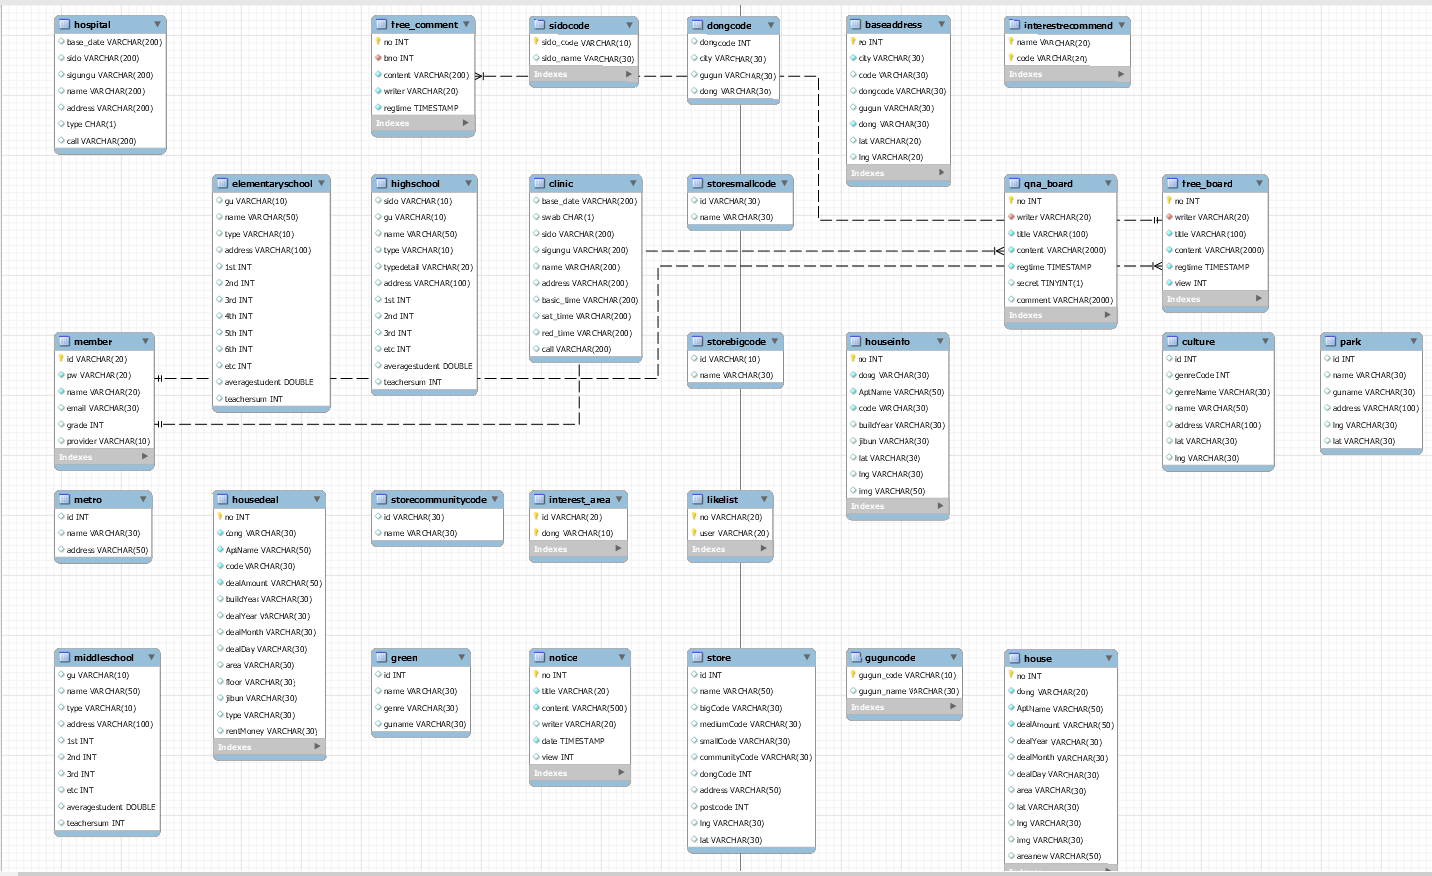 hospital
base_date VARCHAR(200)
sido VARCHAR(200)
sigungu VARCHAR(200)
name VARCHAR(200)
address VARCHAR(200)
type CHAR(1)
call VARCHAR(200)
free_comment
no INT
bno INT
content VARCHAR(200)
writer VARCHAR(20)
regtime TIMESTAMP
Indexes
sidocode
sido_code VARCHAR(10)
sido_name VARCHAR(30)
Indexes
dongcode
dongcode INT
city VARCHAR(30)
gugun VARCHAR(30)
dong VARCHAR(30)
baseaddress
no INT
city VARCHAR(30)
code VARCHAR(30)
dongcode VARCHAR(30)
gugun VARCHAR(30)
dong VARCHAR(30)
lat VARCHAR(20)
lng VARCHAR(20)
Indexes
interestrecommend
name VARCHAR(20)
code VARCHAR(20)
Indexes
elementaryschool
gu VARCHAR(10)
name VARCHAR(50)
type VARCHAR(10)
address VARCHAR(100)
1st INT
2nd INT
3rd INT
4th INT
5th INT
6th INT
etc INT
averagestudent DOUBLE
teachersum INT
highschool
sido VARCHAR(10)
gu VARCHAR(10)
name VARCHAR(50)
type VARCHAR(10)
typedetail VARCHAR(20)
address VARCHAR(100)
1st INT
2nd INT
3rd INT
etc INT
averagestudent DOUBLE
teachersum INT
clinic
base_date VARCHAR(200)
swab CHAR(1)
sido VARCHAR(200)
sigungu VARCHAR(200)
name VARCHAR(200)
address VARCHAR(200)
basic_time VARCHAR(200)
sat_time VARCHAR(200)
red_time VARCHAR(200)
call VARCHAR(200)
storesmallcode
id VARCHAR(30)
name VARCHAR(30)
qna_board
no INT
writer VARCHAR(20)
title VARCHAR(100)
content VARCHAR(2000)
regtime TIMESTAMP
secret TINYINT(1)
comment VARCHAR(2000)
Indexes
free_board
no INT
writer VARCHAR(20)
title VARCHAR(100)
content VARCHAR(2000)
regtime TIMESTAMP
view INT
Indexes
member
id VARCHAR(20)
pw VARCHAR(20)
name VARCHAR(20)
email VARCHAR(30)
grade INT
provider VARCHAR(10)
Indexes
storebigcode
id VARCHAR(10)
name VARCHAR(30)
houseinfo
no INT
dong VARCHAR(30)
AptName VARCHAR(50)
code VARCHAR(30)
buildYear VARCHAR(30)
jibun VARCHAR(30)
lat VARCHAR(30)
lng VARCHAR(30)
img VARCHAR(50)
Indexes
culture
id INT
genreCode INT
genreName VARCHAR(30)
name VARCHAR(50)
address VARCHAR(100)
lat VARCHAR(30)
lng VARCHAR(30)
park
id INT
name VARCHAR(30)
guname VARCHAR(30)
address VARCHAR(100)
lng VARCHAR(30)
lat VARCHAR(30)
metro
id INT
name VARCHAR(30)
address VARCHAR(50)
housedeal
no INT
dong VARCHAR(30)
AptName VARCHAR(50)
code VARCHAR(30)
dealAmount VARCHAR(50)
buildYear VARCHAR(30)
dealYear VARCHAR(30)
dealMonth VARCHAR(30)
dealDay VARCHAR(30)
area VARCHAR(30)
floor VARCHAR(30)
jibun VARCHAR(30)
type VARCHAR(30)
rentMoney VARCHAR(30)
Indexes
storecommunitycode
id VARCHAR(30)
name VARCHAR(30)
interest_area
id VARCHAR(20)
dong VARCHAR(10)
Indexes
likelist
no VARCHAR(20)
user VARCHAR(20)
Indexes
middleschool
gu VARCHAR(10)
name VARCHAR(50)
type VARCHAR(10)
address VARCHAR(100)
1st INT
2nd INT
3rd INT
etc INT
averagestudent DOUBLE
teachersum INT
green
id INT
name VARCHAR(30)
genre VARCHAR(30)
guname VARCHAR(30)
notice
no INT
title VARCHAR(20)
content VARCHAR(500)
writer VARCHAR(20)
date TIMESTAMP
view INT
Indexes
store
id INT
name VARCHAR(50)
bigCode VARCHAR(30)
mediumCode VARCHAR(30)
smallCode VARCHAR(30)
communityCode VARCHAR(30)
dongCode INT
address VARCHAR(50)
postcode INT
lng VARCHAR(30)
lat VARCHAR(30)
guguncode
gugun_code VARCHAR(10)
gugun_name VARCHAR(30)
Indexes
house
no INT
dong VARCHAR(20)
AptName VARCHAR(50)
dealAmount VARCHAR(50)
dealYear VARCHAR(30)
dealMonth VARCHAR(30)
dealDay VARCHAR(30)
area VARCHAR(30)
lat VARCHAR(30)
lng VARCHAR(30)
img VARCHAR(30)
areanew VARCHAR(50)